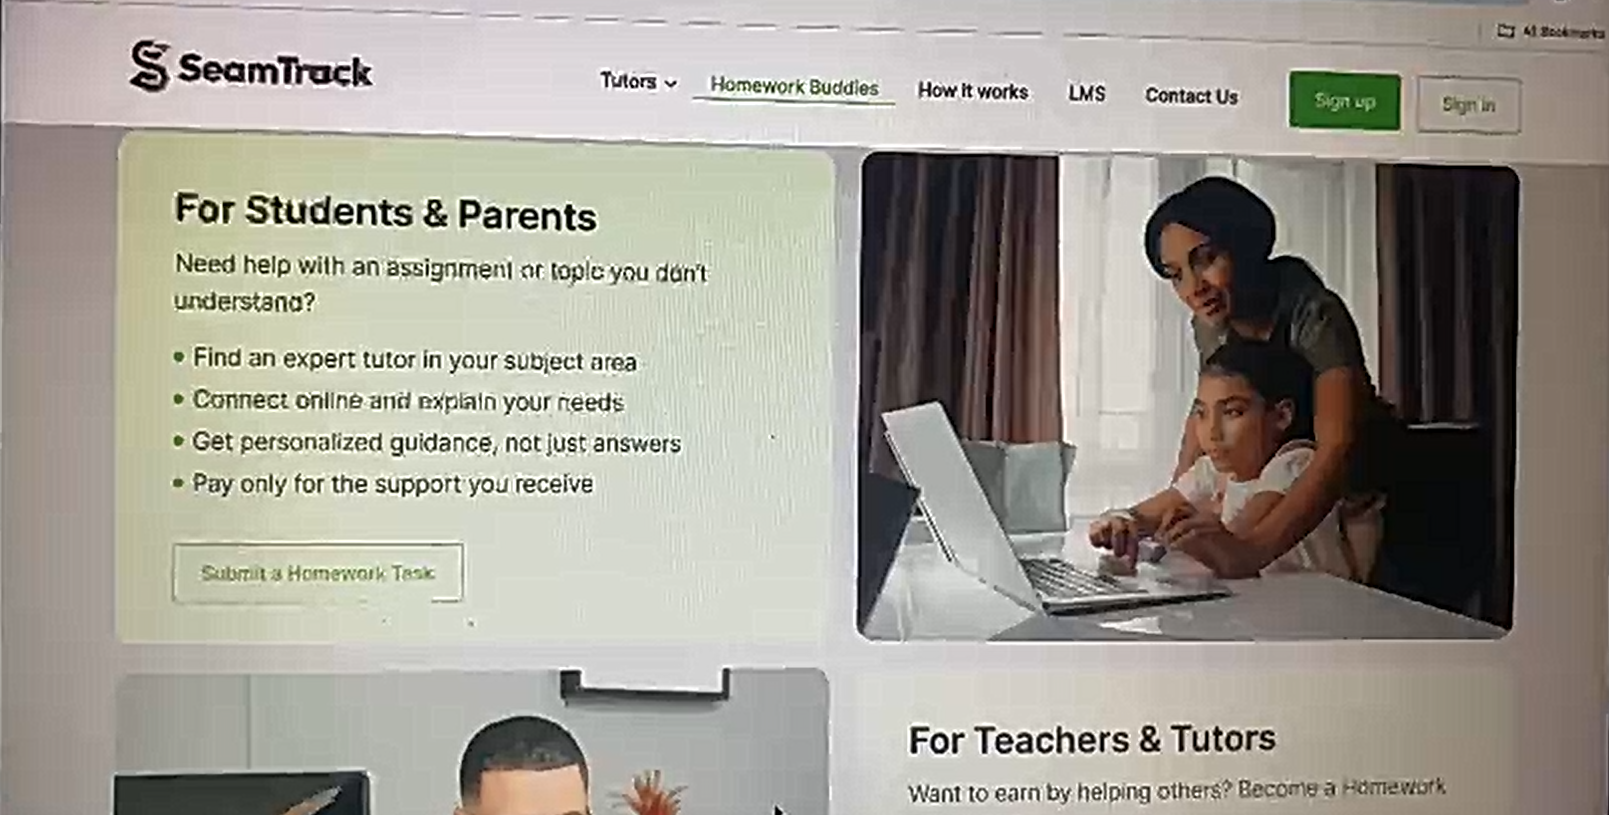 All Bookmarks
SeamTrack
Tutors
Homework Buddies
How it works
LMS
Contact Us
Sign up
Sign in
For Students & Parents
Need help with an assignment or topic you don't
understand?
• Find an expert tutor in your subject area
• Connect online and explain your needs
• Get personalized guidance, not just answers
• Pay only for the support you receive
Submit a Homework Task
For Teachers & Tutors
Want to earn by helping others? Become a Homework